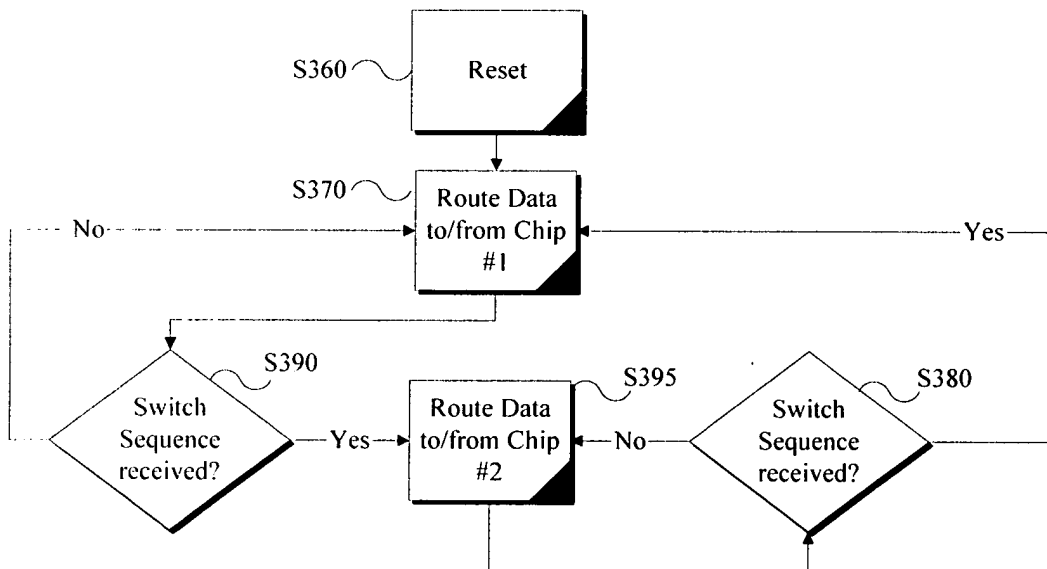 S360
Reset
S370
Route Data
to/from Chip
#1
No
Yes
S390
Switch
Sequence
received?
Yes
S395
Route Data
to/from Chip
#2
No
S380
Switch
Sequence
received?